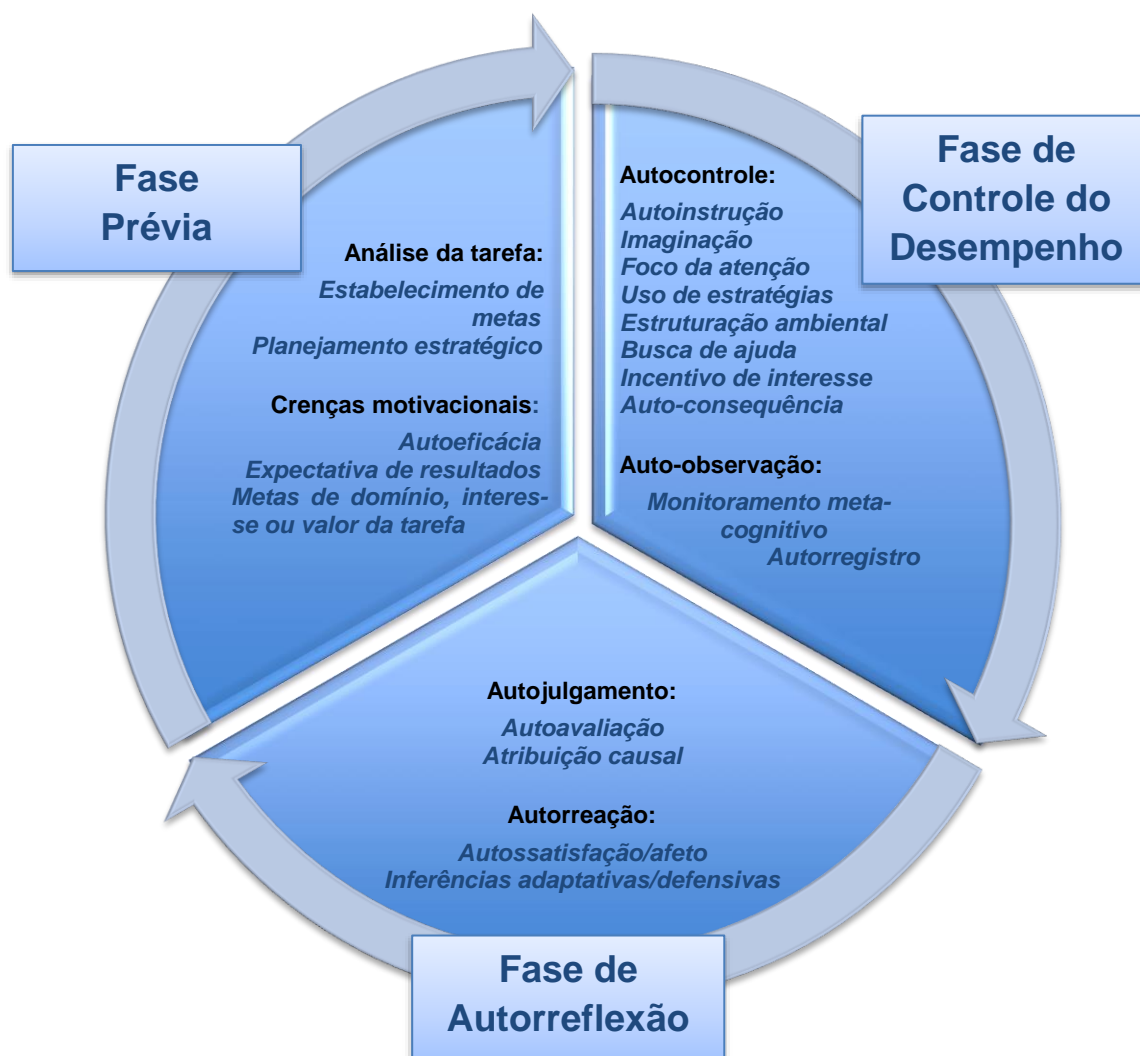 Fase
Prévia
Análise da tarefa:
Estabelecimento de
metas
Planejamento estratégico
Crenças motivacionais:
Autoeficácia
Expectativa de resultados
Metas de domínio, interes-
se ou valor da tarefa
Fase de
Controle do
Desempenho
Autocontrole:
Autoinstrução
Imaginação
Foco da atenção
Uso de estratégias
Estruturação ambiental
Busca de ajuda
Incentivo de interesse
Auto-consequência
Auto-observação:
Monitoramento meta-
cognitivo
Autorregistro
Autojulgamento:
Autoavaliação
Atribuição causal
Autorreação:
Autossatisfação/afeto
Inferências adaptativas/defensivas
Fase de
Autorreflexão